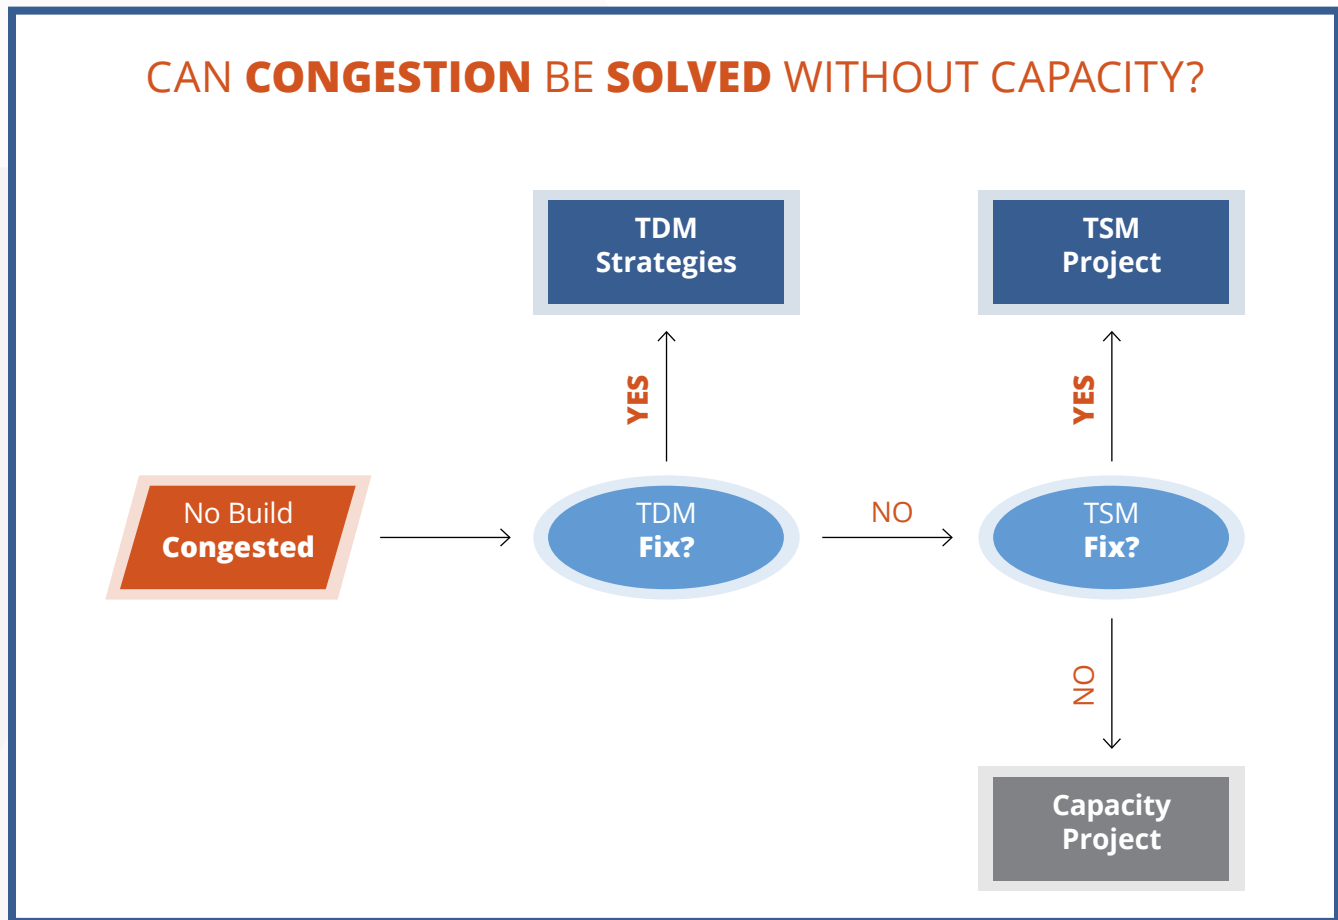 CAN CONGESTION BE SOLVED WITHOUT CAPACITY?
TDM
Strategies
TSM
Project
YES
YES
No Build
Congested
TDM
Fix?
NO
TSM
Fix?
NO
Capacity
Project